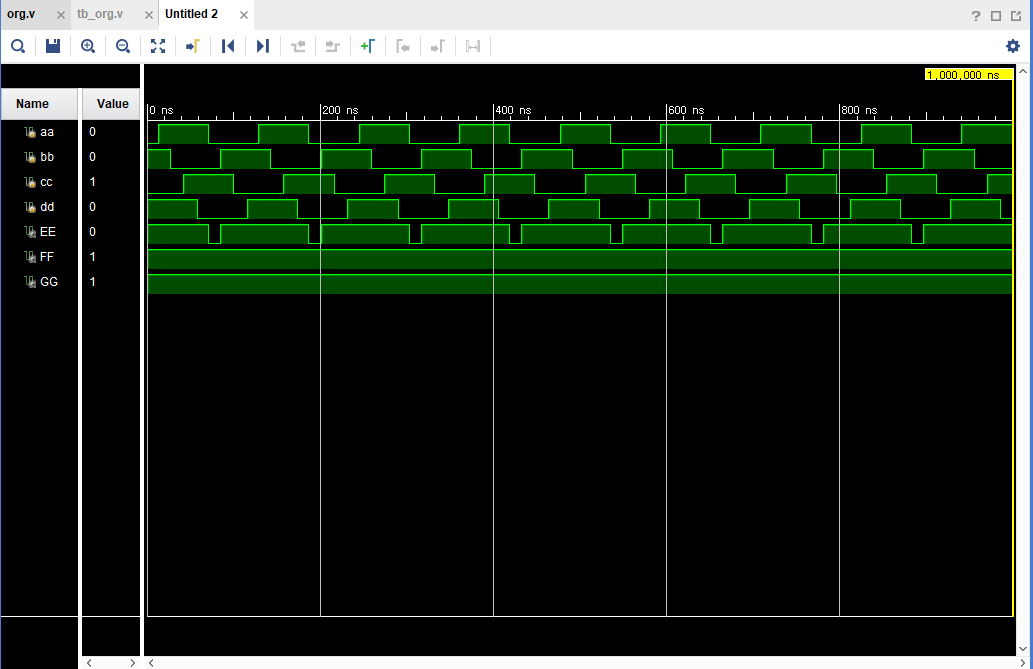 org.v tb_org.v Untitled 2
1,000,000 ns
Name Value
0 ns 200 ns 400 ns 600 ns 800 ns
aa 0
bb 0
cc 1
dd 0
EE 0
FF 1
GG 1